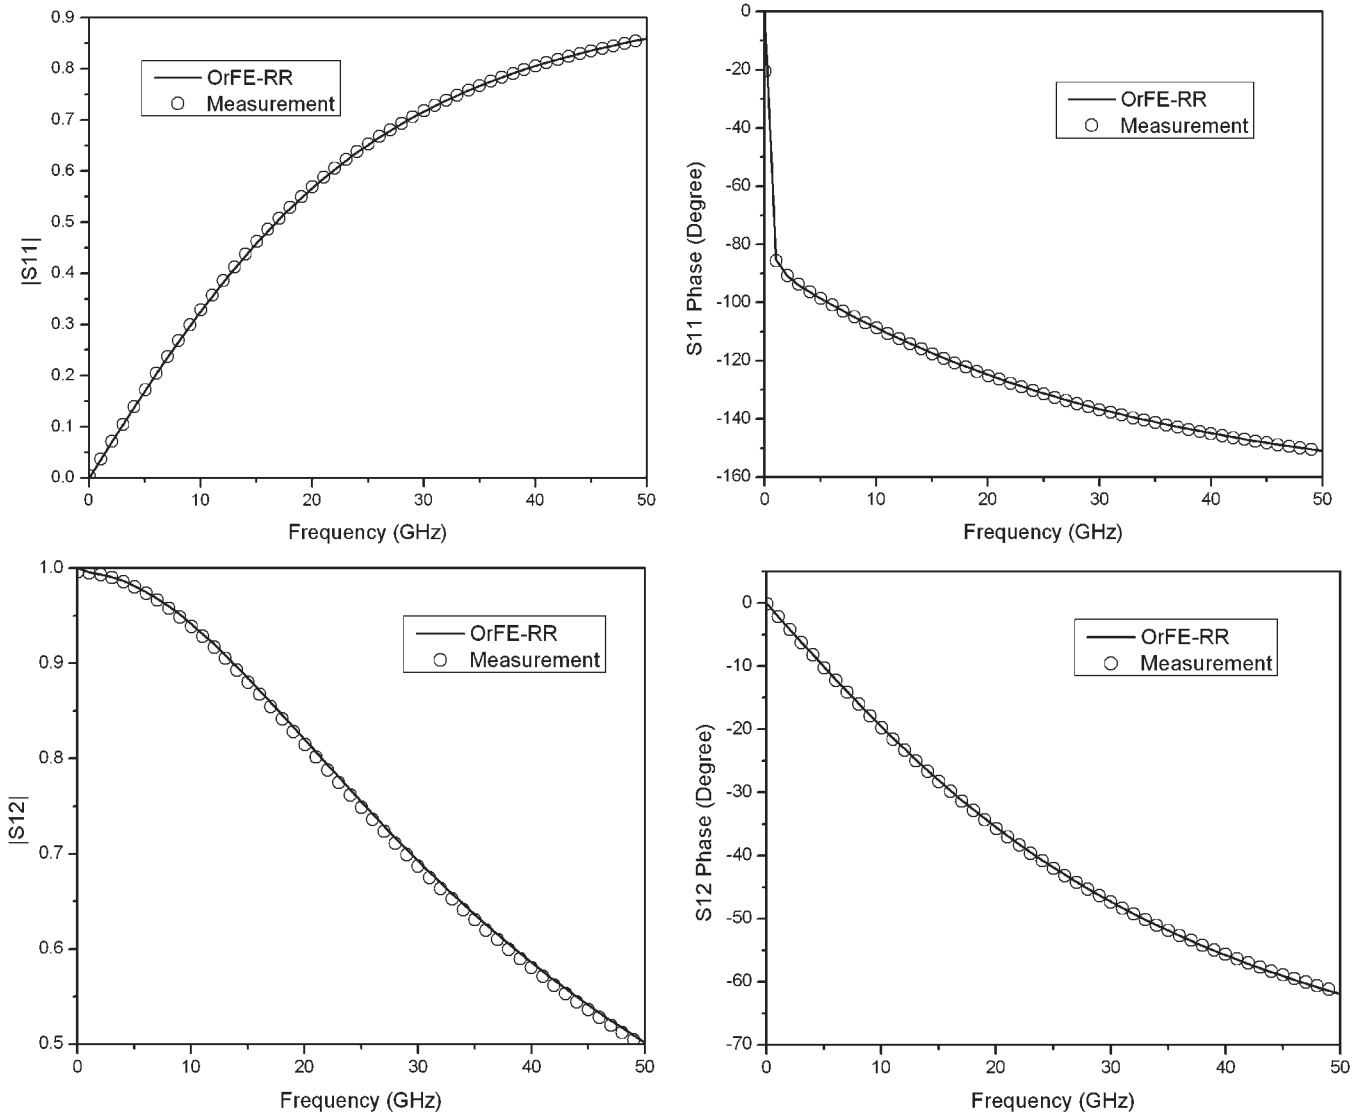 0.9
0.8
0.7
0.6
0.5
0.4
0.3
0.2
0.1
0.0
|S11|
OrFE-RR
Measurement
0 10 20 30 40 50
Frequency (GHz)
0
-20
-40
-60
-80
-100
-120
-140
-160
S11 Phase (Degree)
OrFE-RR
Measurement
0 10 20 30 40 50
Frequency (GHz)
1.0
0.9
0.8
0.7
0.6
0.5
|S12|
OrFE-RR
Measurement
0 10 20 30 40 50
Frequency (GHz)
0
-10
-20
-30
-40
-50
-60
-70
S12 Phase (Degree)
OrFE-RR
Measurement
0 10 20 30 40 50
Frequency (GHz)